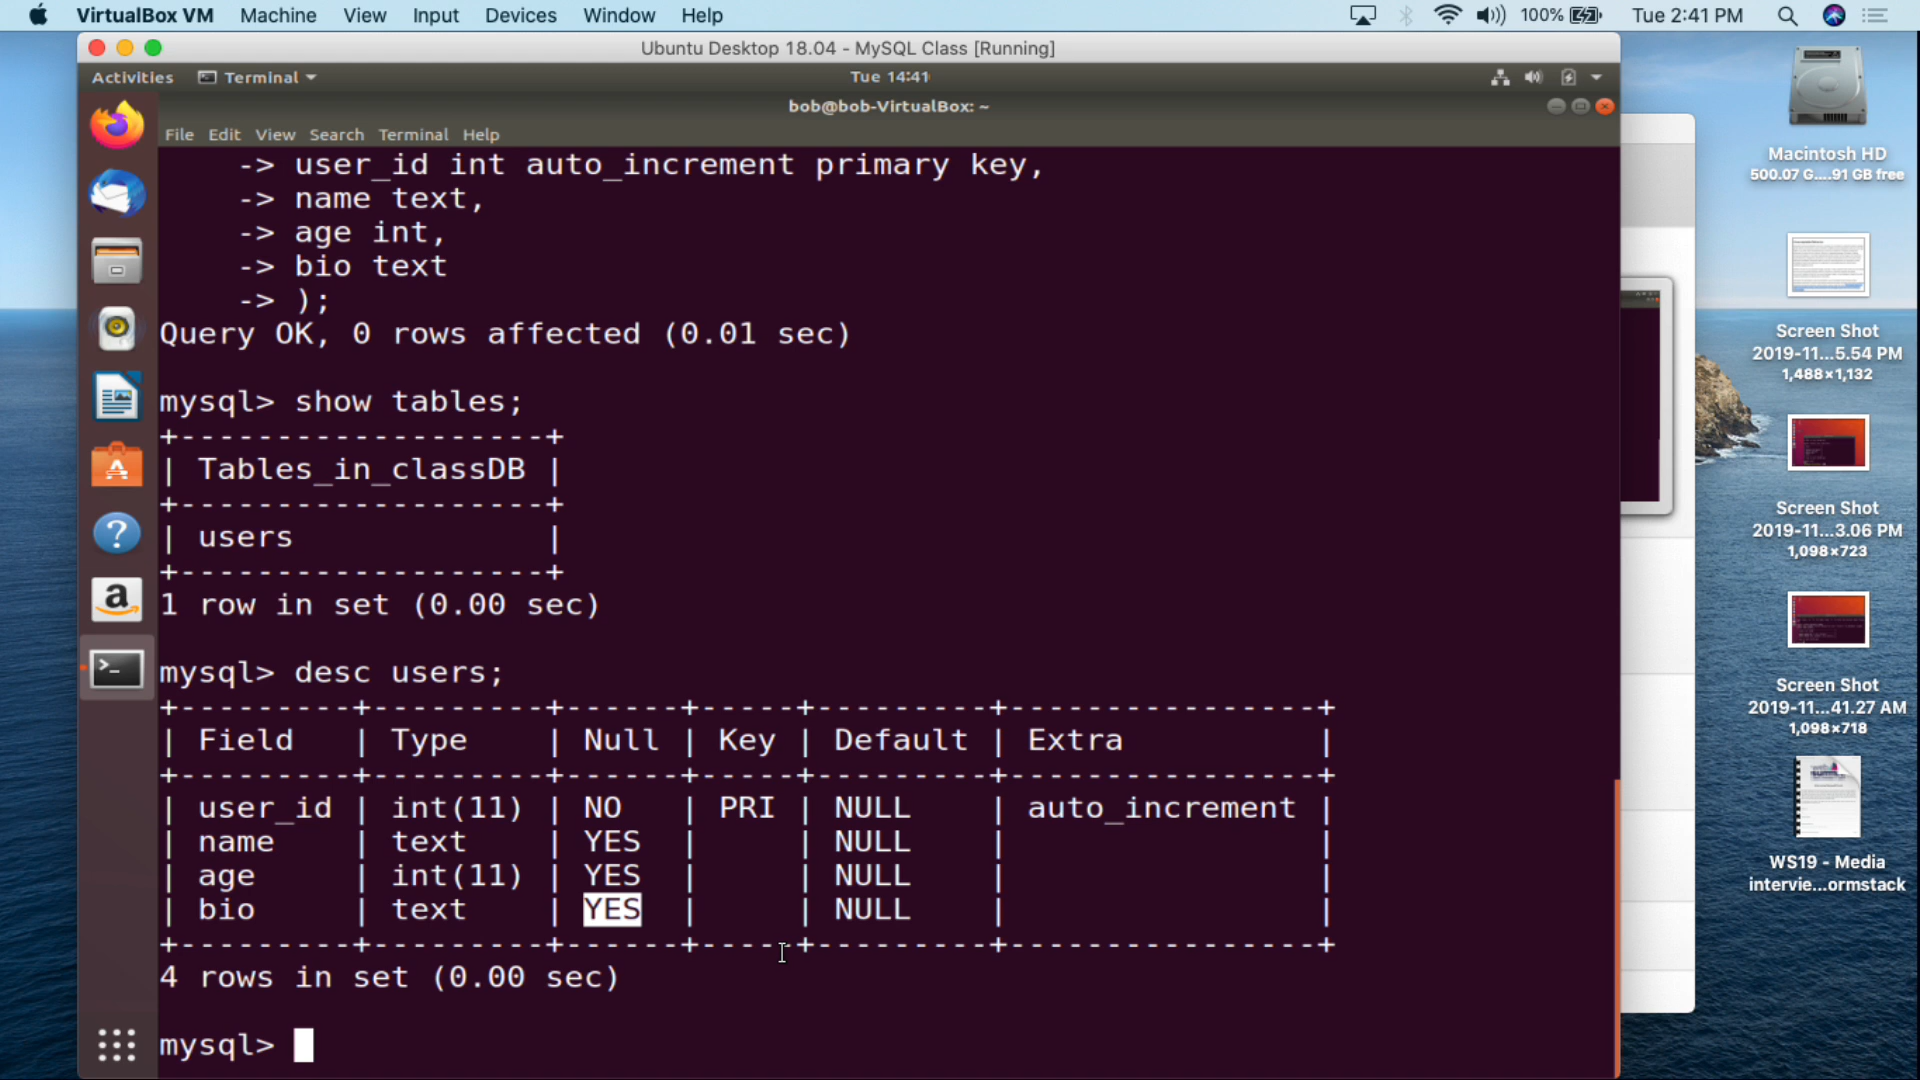 VirtualBox VM Machine View Input Devices Window Help 100% Tue 2:41 PM
Ubuntu Desktop 18.04 - MySQL Class [Running]
Activities Terminal Tue 14:41
bob@bob-VirtualBox: ~
File Edit View Search Terminal Help
-> user_id int auto_increment primary key,
-> name text,
-> age int,
-> bio text
-> );
Query OK, 0 rows affected (0.01 sec)
mysql> show tables;
+-------------------+
| Tables_in_classDB |
+-------------------+
| users             |
+-------------------+
1 row in set (0.00 sec)
mysql> desc users;
+---------+---------+------+-----+---------+----------------+
| Field   | Type    | Null | Key | Default | Extra          |
+---------+---------+------+-----+---------+----------------+
| user_id | int(11) | NO   | PRI | NULL    | auto_increment |
| name    | text    | YES  |     | NULL    |                |
| age     | int(11) | YES  |     | NULL    |                |
| bio     | text    | YES  |     | NULL    |                |
+---------+---------+------+-----+---------+----------------+
4 rows in set (0.00 sec)
mysql>
Macintosh HD
500.07 G....91 GB free
Screen Shot
2019-11...5.54 PM
1,488×1,132
Screen Shot
2019-11...3.06 PM
1,098×723
Screen Shot
2019-11...41.27 AM
1,098×718
WS19 - Media
intervie...ormstack